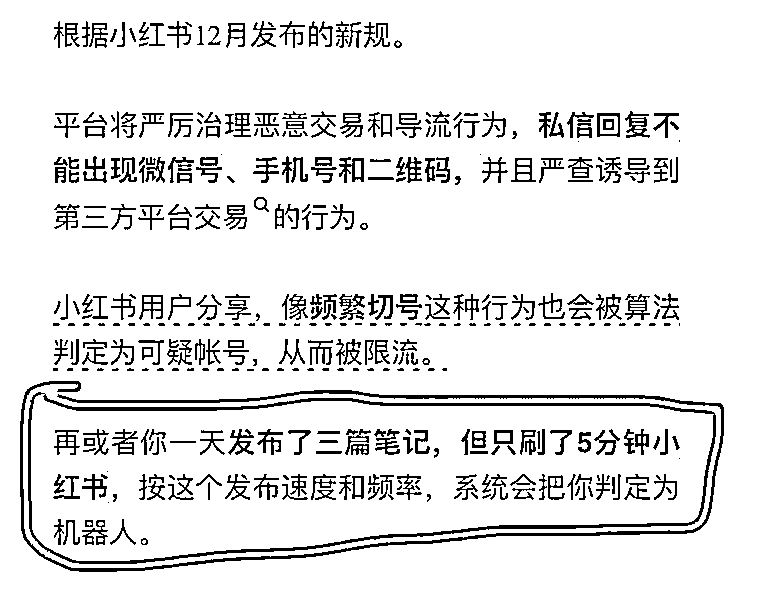 根据小红书12月发布的新规。
平台将严厉治理恶意交易和导流行为，私信回复不
能出现微信号、手机号和二维码，并且严查诱导到
第三方平台交易的行为。
小红书用户分享，像频繁切号这种行为也会被算法
判定为可疑帐号，从而被限流。
再或者你一天发布了三篇笔记，但只刷了5分钟小
红书，按这个发布速度和频率，系统会把你判定为
机器人。